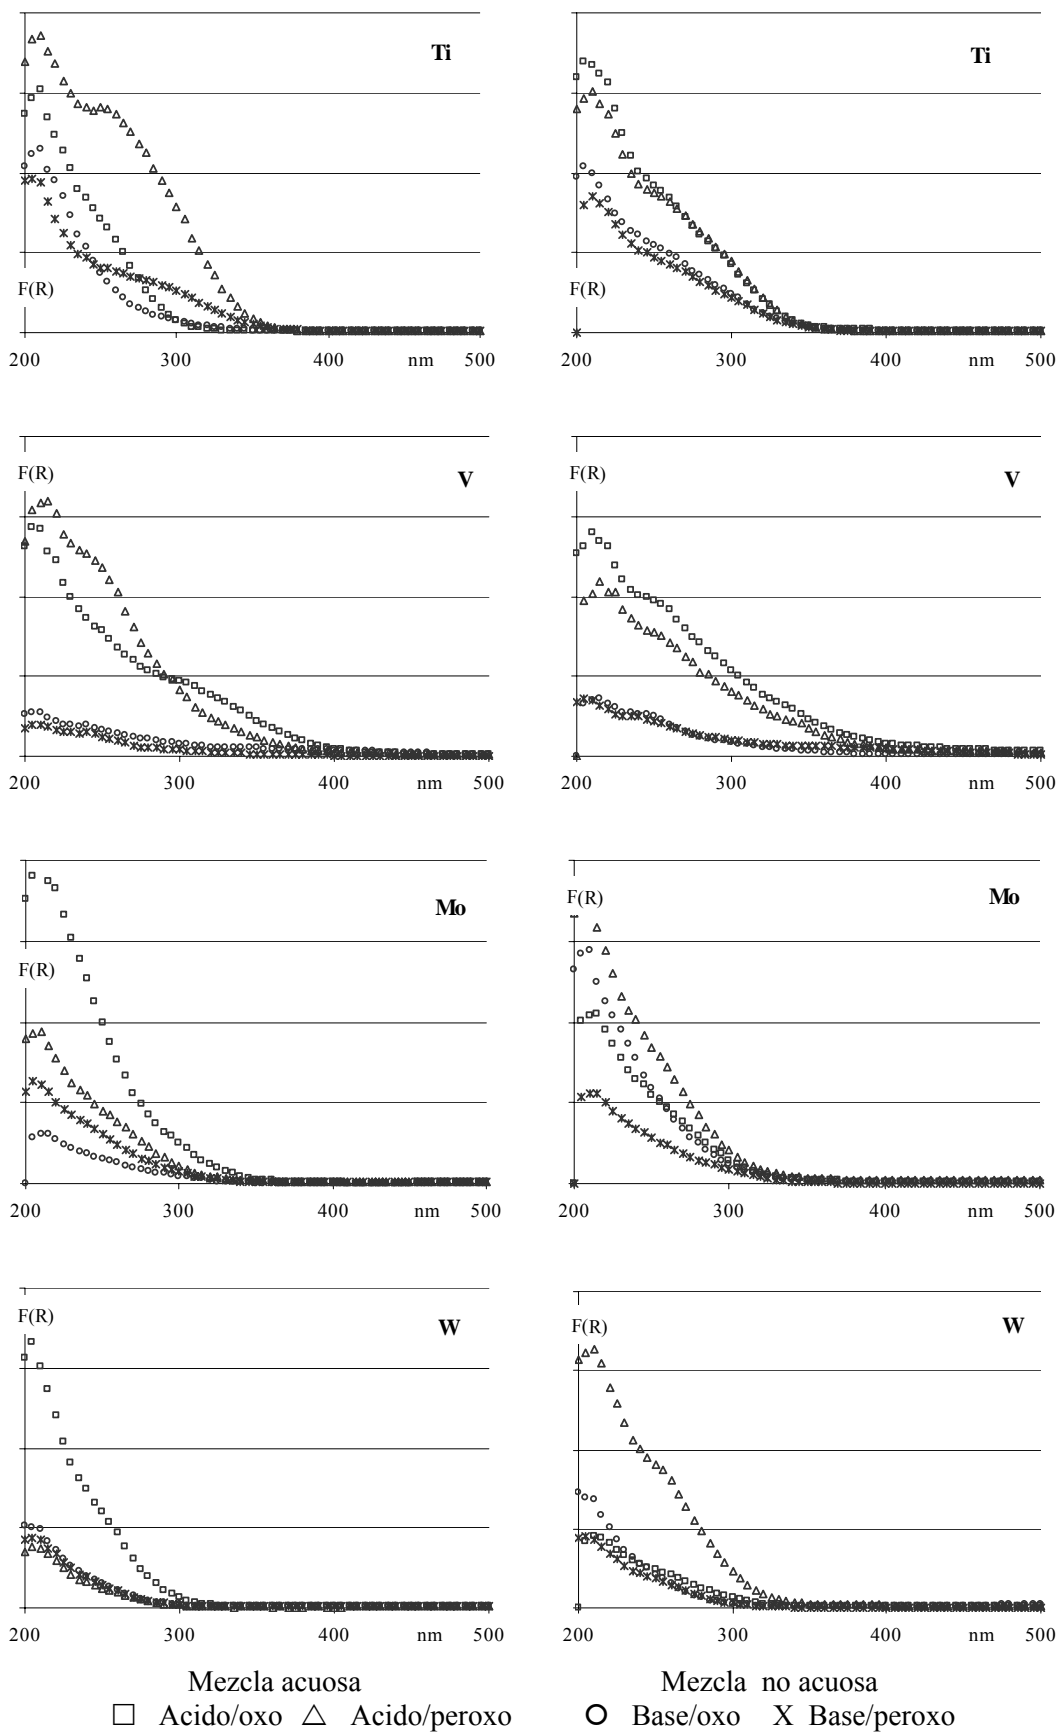 Ti
F(R)
200 300 400 nm 500
Ti
F(R)
200 300 400 nm 500
F(R)
V
200 300 400 nm 500
F(R)
V
200 300 400 nm 500
Mo
F(R)
200 300 400 nm 500
F(R)
Mo
200 300 400 nm 500
F(R)
W
200 300 400 nm 500
F(R)
W
200 300 400 nm 500
Mezcla acuosa
Mezcla no acuosa
Acido/oxo Acido/peroxo Base/oxo X Base/peroxo